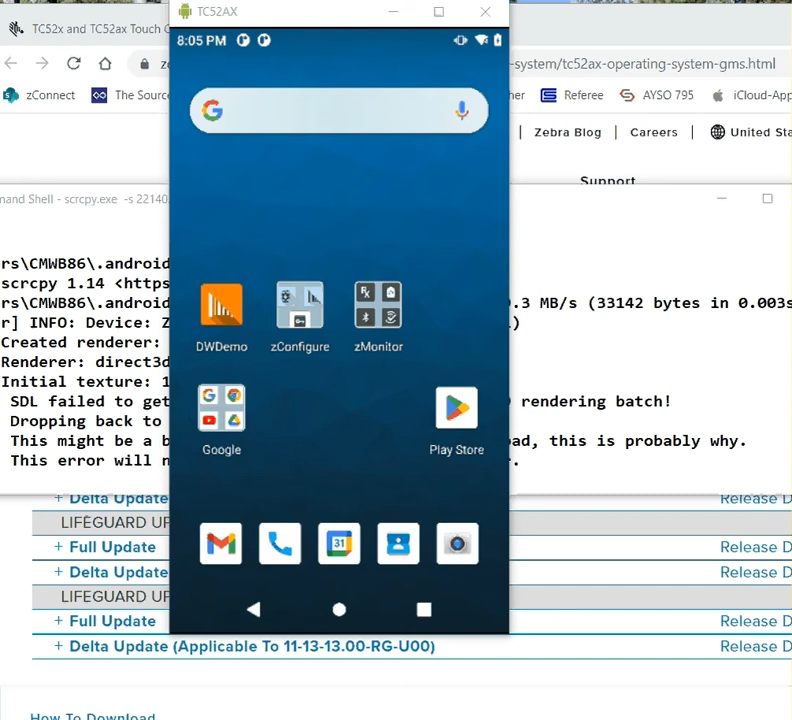 TC52AX
TC52x and TC52ax Touch
-system/tc52ax-operating-system-gms.html
zConnect
The Source
her
Referee
AYSO 795
iCloud-App
8:05 PM
Zebra Blog
Careers
United Sta
Support
mand Shell - scrcpy.exe -s 22140
rs\CMWB86\.android
scrcpy 1.14 <https
rs\CMWB86\.android
.3 MB/s (33142 bytes in 0.003s
r] INFO: Device: Z
)
Created renderer:
Renderer: direct3d
Initial texture: 1
SDL failed to get
rendering batch!
Dropping back to
This might be a b
ad, this is probably why.
This error will n
DWDemo
zConfigure
zMonitor
Google
Play Store
31
+ Delta Update
Release D
LIFEGUARD UP
+ Full Update
Release D
+ Delta Update
Release D
LIFEGUARD UP
+ Full Update
Release D
+ Delta Update (Applicable To 11-13-13.00-RG-U00)
Release D
How To Download